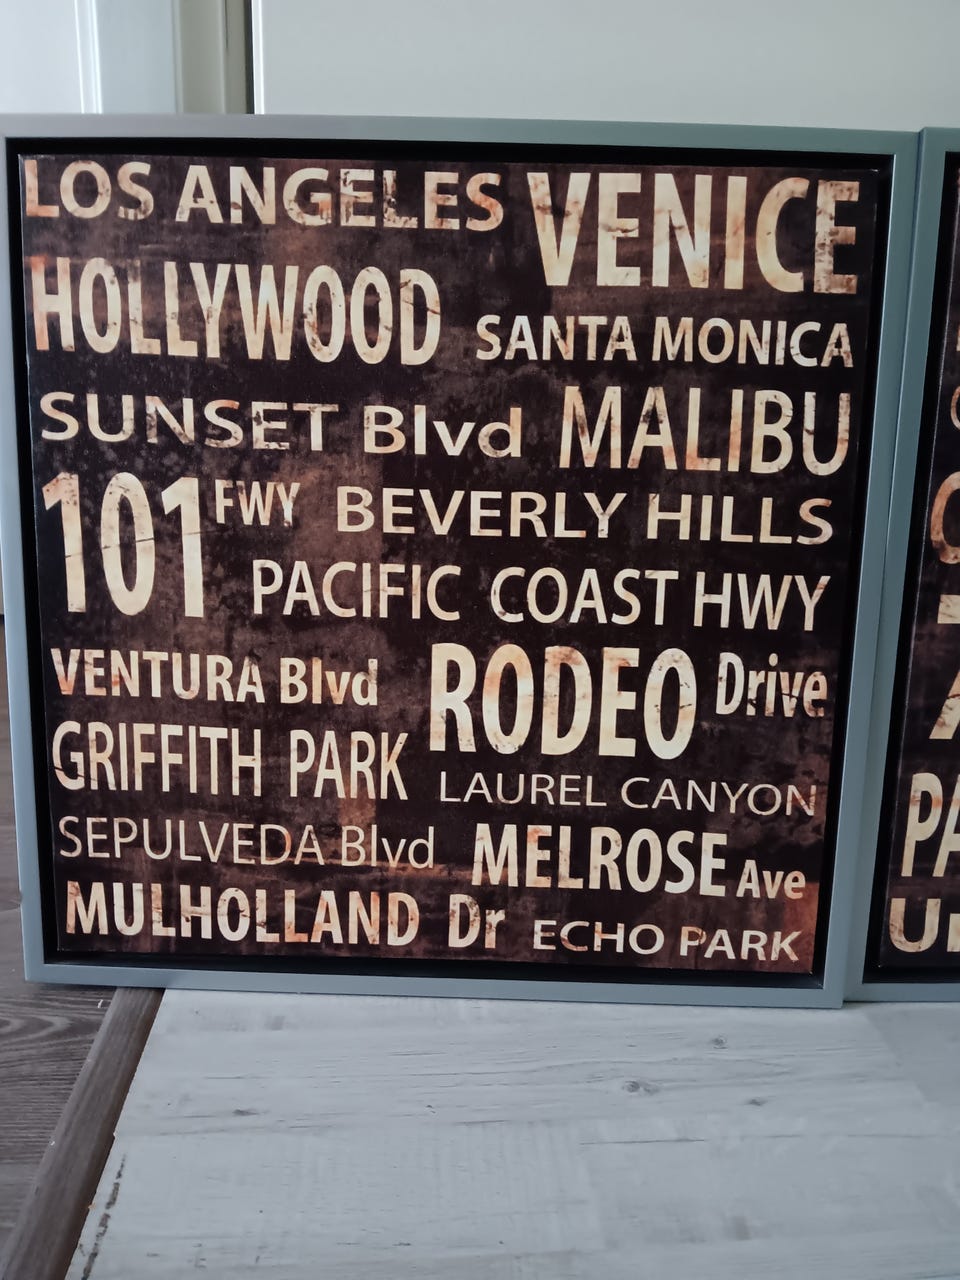 LOS ANGELES VENICE
HOLLYWOOD SANTA MONICA
SUNSET Blvd MALIBU
101 FWY BEVERLY HILLS
PACIFIC COAST HWY
VENTURA Blvd RODEO Drive
GRIFFITH PARK LAUREL CANYON
SEPULVEDA Blvd MELROSE Ave
MULHOLLAND Dr ECHO PARK